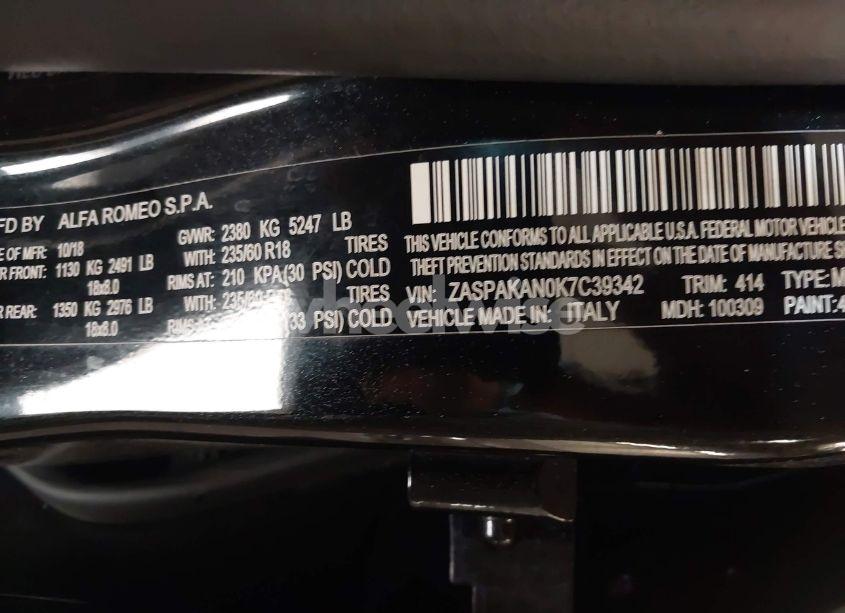 FD BY ALFA ROMEO S.P.A.
E OF MFR: 10/18 GVWR: 2380 KG 5247 LB
R FRONT: 1130 KG 2491 LB WITH: 235/60 R18 TIRES
18x8.0 RIMS AT: 210 KPA(30 PSI) COLD
REAR: 1350 KG 2976 LB WITH: TIRES
18x8.0 PSI) COLD
THIS VEHICLE CONFORMS TO ALL APPLICABLE U.S.A. FEDERAL MOTOR VEHICLE
THEFT PREVENTION STANDARDS IN EFFECT ON THE DATE OF MANUFACTURE SH
VIN: ZASPAKAN0K7C39342 TRIM: 414 TYPE: M
VEHICLE MADE IN: ITALY MDH: 100309 PAINT: 4